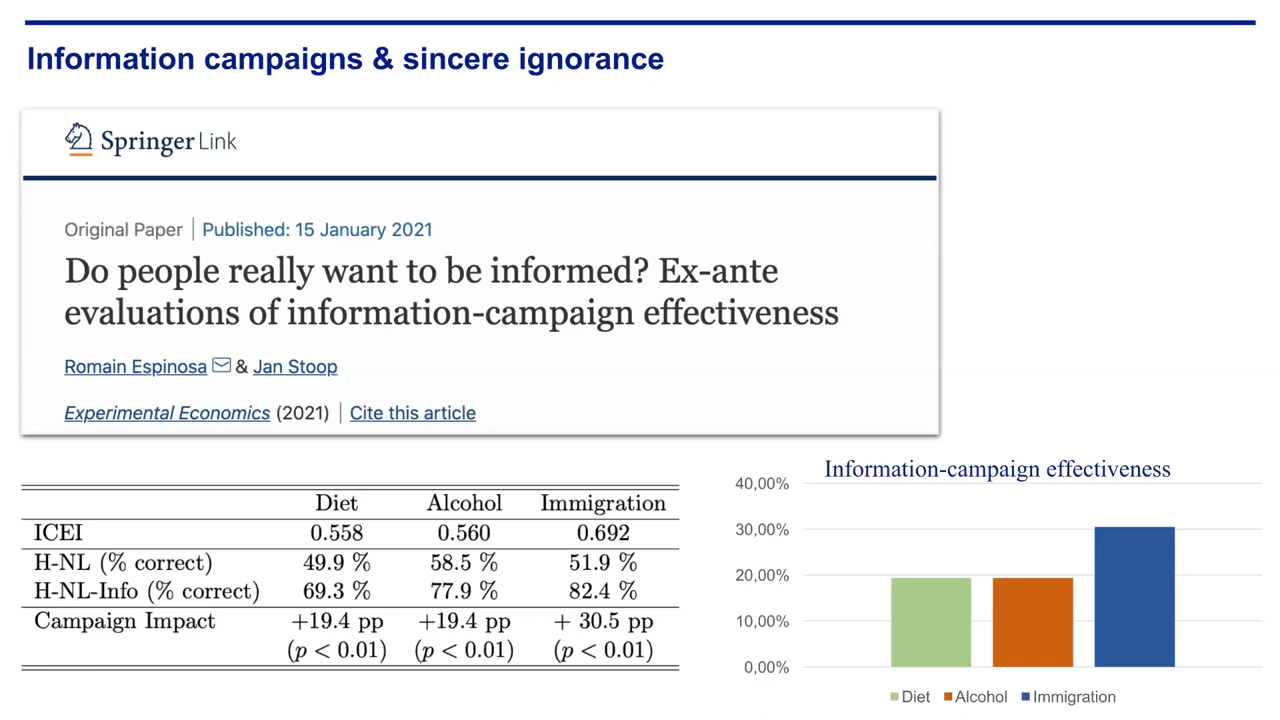 Information campaigns & sincere ignorance
Springer Link
Original Paper | Published: 15 January 2021
Do people really want to be informed? Ex-ante
evaluations of information-campaign effectiveness
Romain Espinosa & Jan Stoop
Experimental Economics (2021) | Cite this article
Diet Alcohol Immigration
ICEI 0.558 0.560 0.692
H-NL (% correct) 49.9 % 58.5 % 51.9 %
H-NL-Info (% correct) 69.3 % 77.9 % 82.4 %
Campaign Impact +19.4 pp +19.4 pp + 30.5 pp
(p < 0.01) (p < 0.01) (p < 0.01)
Information-campaign effectiveness
40,00%
30,00%
20,00%
10,00%
0,00%
Diet Alcohol Immigration